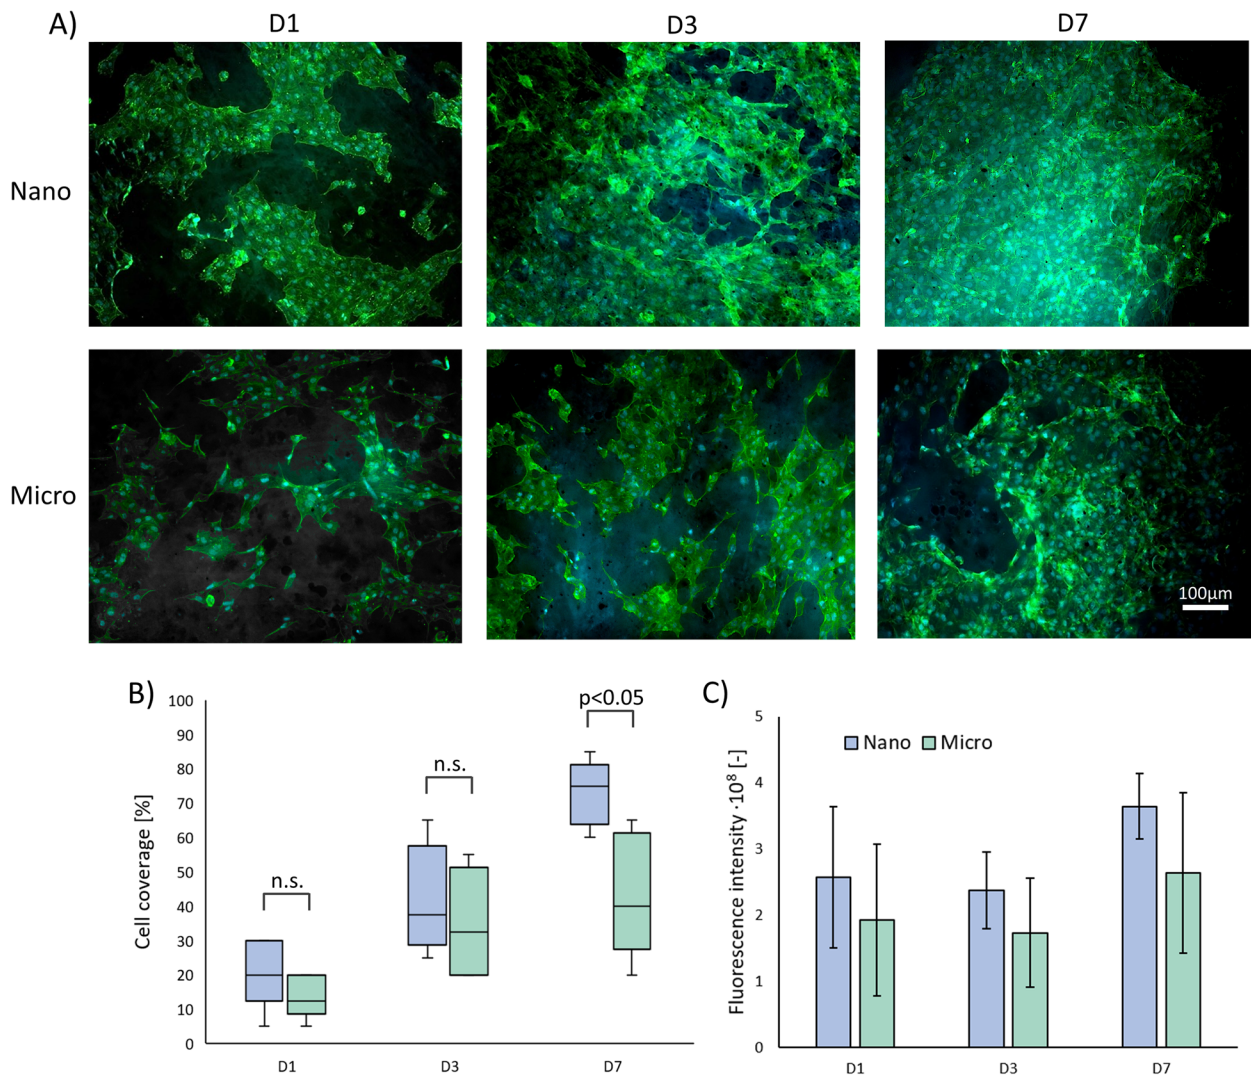 A)
D1
D3
D7
Nano
Micro
100µm
B)
Cell coverage [%]
100
90
80
70
60
50
40
30
20
10
0
n.s.
n.s.
p<0.05
D1
D3
D7
C)
Fluorescence intensity ·10⁸ [-]
5
4
3
2
1
0
Nano
Micro
D1
D3
D7